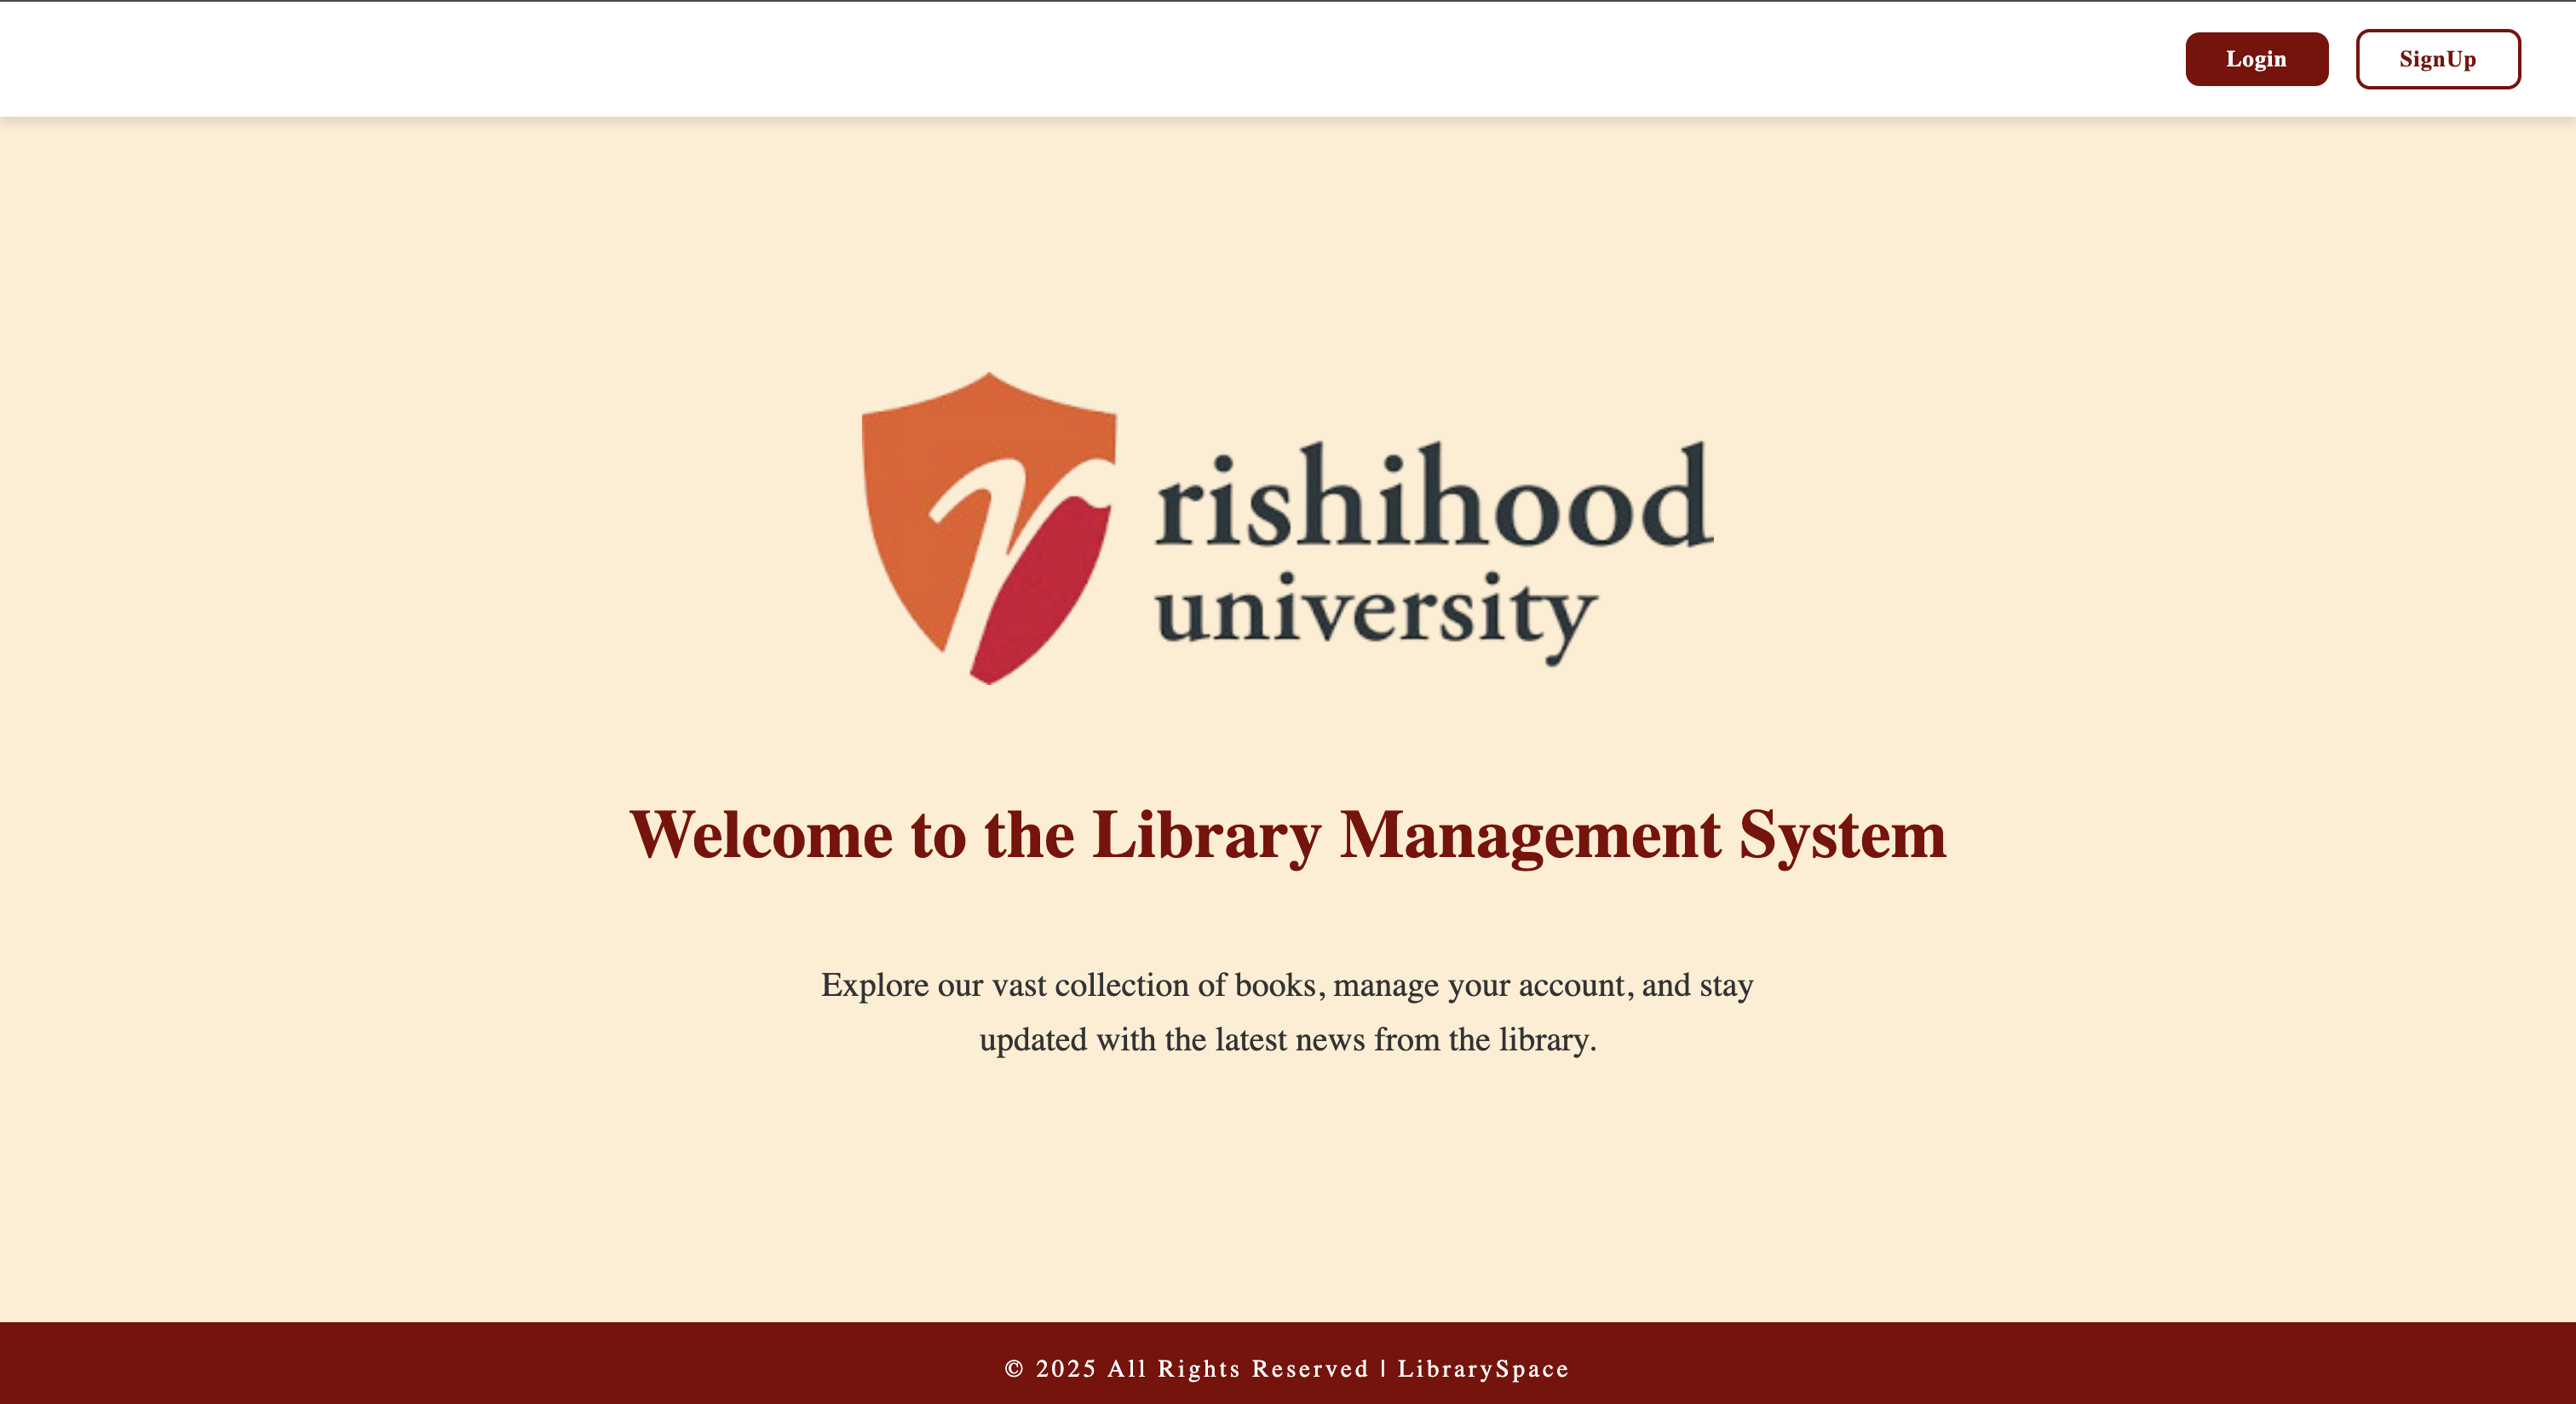 Login
SignUp
rishihood
university
Welcome to the Library Management System
Explore our vast collection of books, manage your account, and stay
updated with the latest news from the library.
© 2025 All Rights Reserved | LibrarySpace